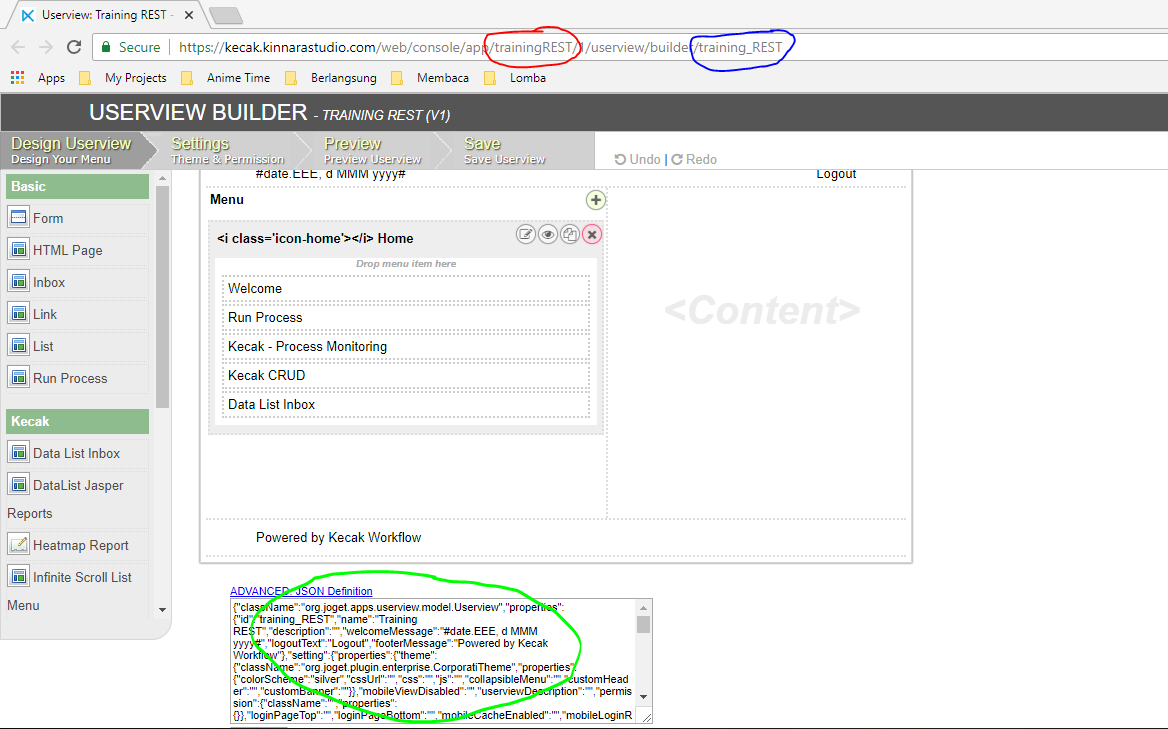 Userview: Training REST -
Secure
https://kecak.kinnarastudio.com/web/console/app/trainingREST/1/userview/builder/training_REST
Apps My Projects Anime Time Berlangsung Membaca Lomba
USERVIEW BUILDER - TRAINING REST (V1)
Design Userview
Design Your Menu
Settings
Theme & Permission
Preview
Preview Userview
Save
Save Userview
Undo | Redo
Basic
Form
HTML Page
Inbox
Link
List
Run Process
Kecak
Data List Inbox
DataList Jasper
Reports
Heatmap Report
Infinite Scroll List
Menu
#date.EEE, d MMM yyyy#
Logout
Menu
<i class='icon-home'></i> Home
Drop menu item here
Welcome
Run Process
Kecak - Process Monitoring
Kecak CRUD
Data List Inbox
<Content>
Powered by Kecak Workflow
ADVANCED: JSON Definition
{"className":"org.joget.apps.userview.model.Userview","properties":
{"id":"training_REST","name":"Training
REST","description":"","welcomeMessage":"#date.EEE, d MMM
yyyy#","logoutText":"Logout","footerMessage":"Powered by Kecak
Workflow"},"setting":{"properties":{"theme":
{"className":"org.joget.plugin.enterprise.CorporatiTheme","properties":
{"colorScheme":"silver","cssUrl":"","css":"","js":"","collapsibleMenu":"","customHea
der":"","customBanner":""}},"mobileViewDisabled":"","userviewDescription":"","permis
sion":{"className":"","properties":
{}},"loginPageTop":"","loginPageBottom":"","mobileCacheEnabled":"","mobileLoginR